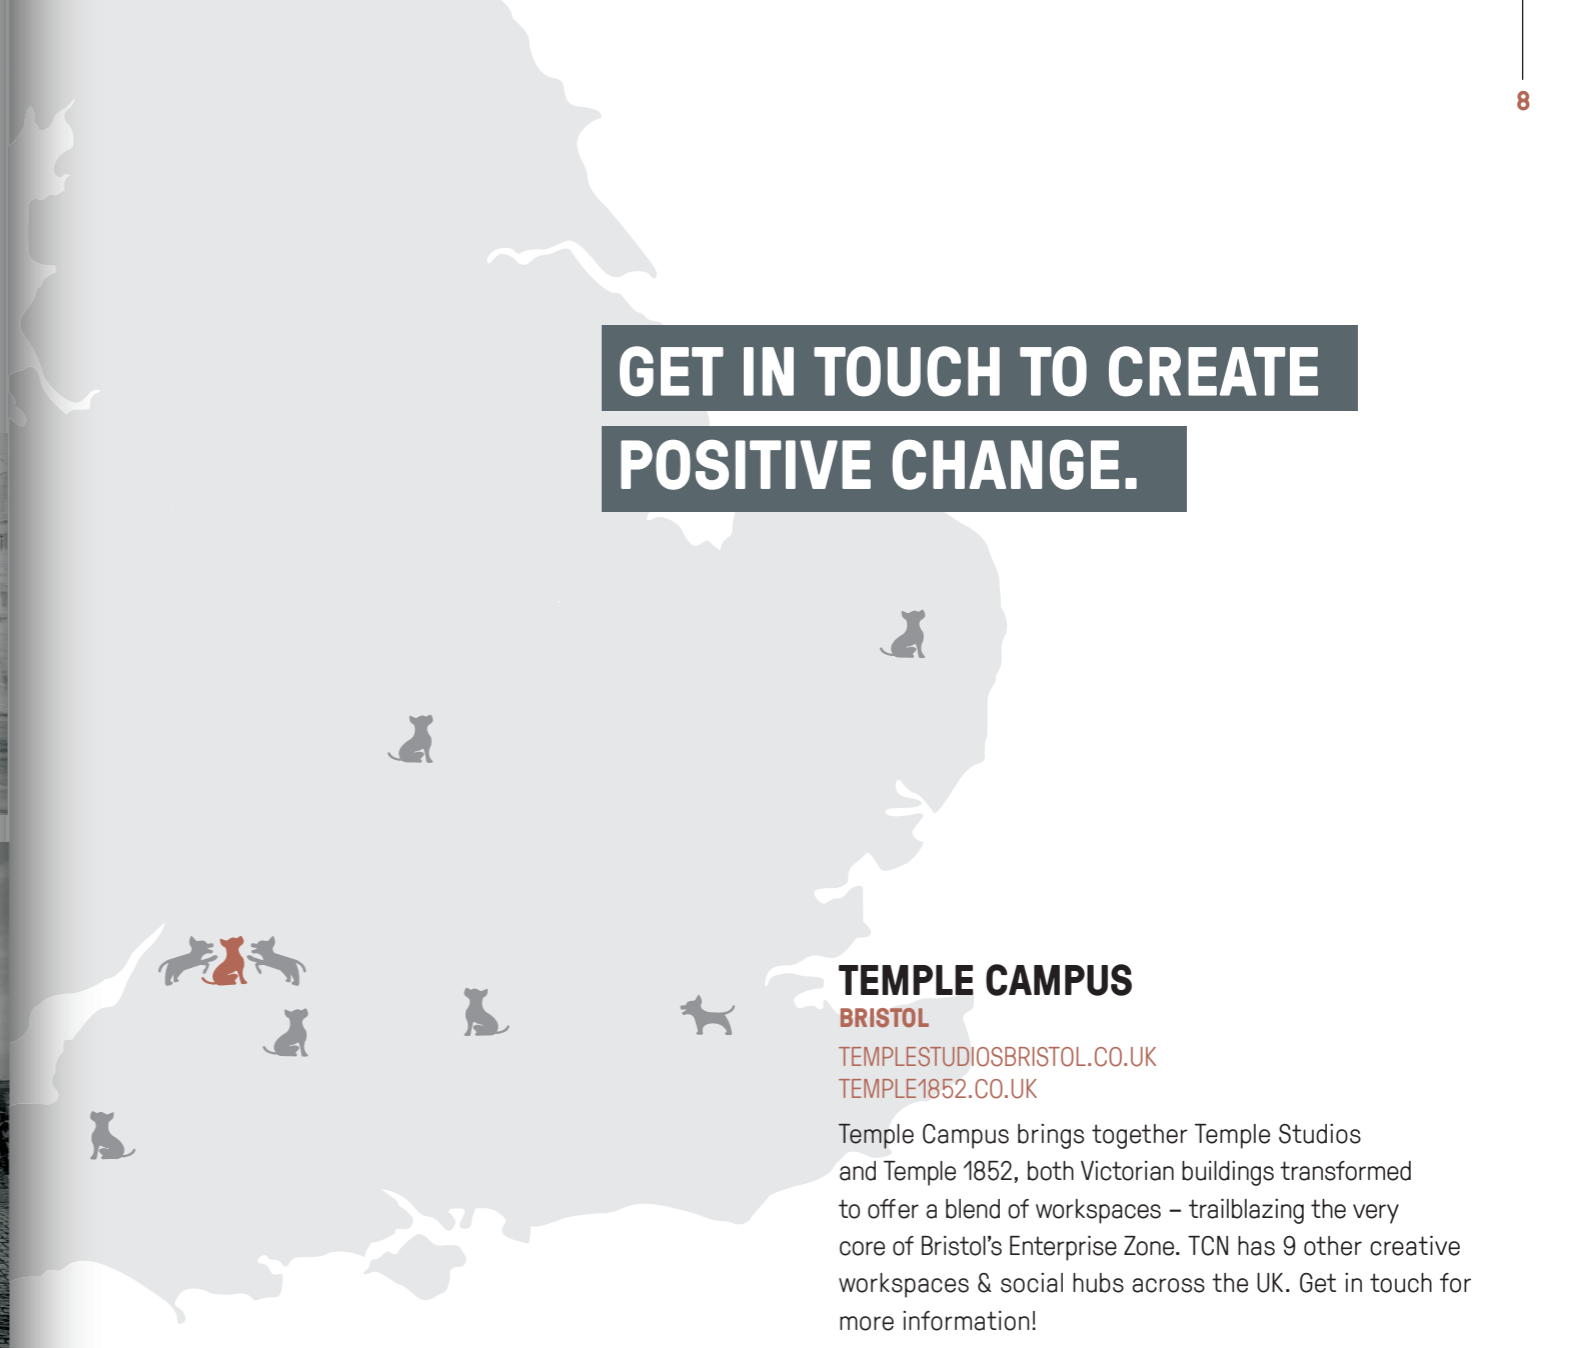 8
GET IN TOUCH TO CREATE
POSITIVE CHANGE.
TEMPLE CAMPUS
BRISTOL
TEMPLESTUDIOSBRISTOL.CO.UK
TEMPLE1852.CO.UK
Temple Campus brings together Temple Studios
and Temple 1852, both Victorian buildings transformed
to offer a blend of workspaces – trailblazing the very
core of Bristol's Enterprise Zone. TCN has 9 other creative
workspaces & social hubs across the UK. Get in touch for
more information!